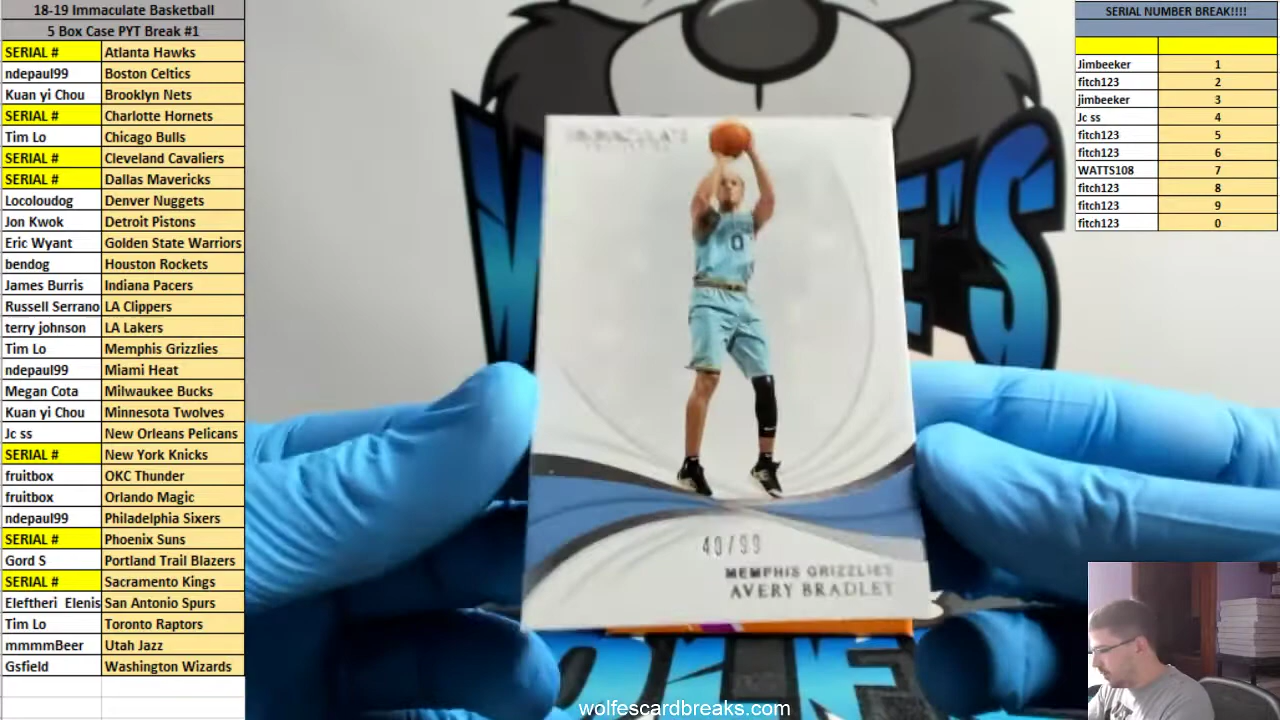 18-19 Immaculate Basketball
5 Box Case PYT Break #1
SERIAL # Atlanta Hawks
ndepaul99 Boston Celtics
Kuan yi Chou Brooklyn Nets
SERIAL # Charlotte Hornets
Tim Lo Chicago Bulls
SERIAL # Cleveland Cavaliers
SERIAL # Dallas Mavericks
Locoloudog Denver Nuggets
Jon Kwok Detroit Pistons
Eric Wyant Golden State Warriors
bendog Houston Rockets
James Burris Indiana Pacers
Russell Serrano LA Clippers
terry johnson LA Lakers
Tim Lo Memphis Grizzlies
ndepaul99 Miami Heat
Megan Cota Milwaukee Bucks
Kuan yi Chou Minnesota Twolves
Jc ss New Orleans Pelicans
SERIAL # New York Knicks
fruitbox OKC Thunder
fruitbox Orlando Magic
ndepaul99 Philadelphia Sixers
SERIAL # Phoenix Suns
Gord S Portland Trail Blazers
SERIAL # Sacramento Kings
Eleftheri Elenis San Antonio Spurs
Tim Lo Toronto Raptors
mmmmBeer Utah Jazz
Gsfield Washington Wizards
0
40/99
MEMPHIS GRIZZLIES
AVERY BRADLEY
wolfescardbreaks.com
SERIAL NUMBER BREAK!!!!
Jimbeeker 1
fitch123 2
jimbeeker 3
Jc ss 4
fitch123 5
fitch123 6
WATTS108 7
fitch123 8
fitch123 9
fitch123 0